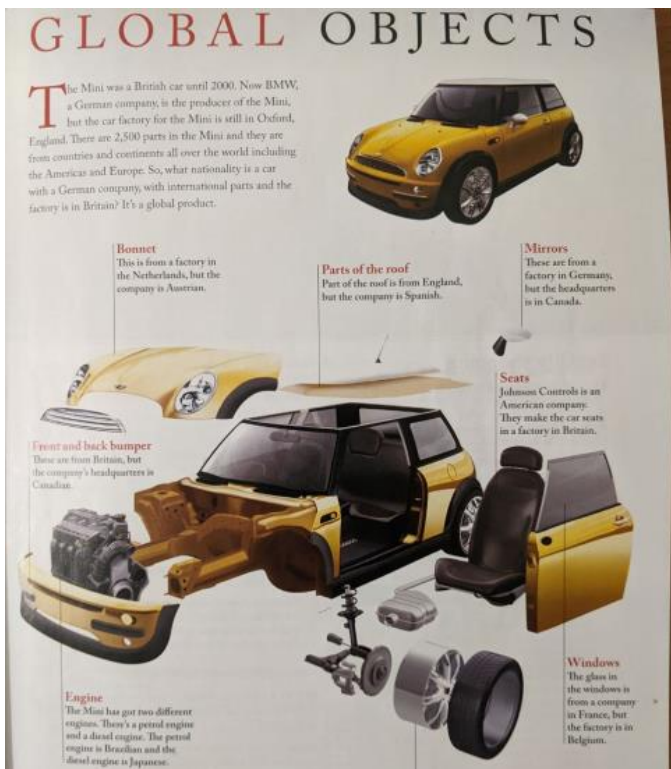 GLOBAL OBJECTS
The Mini was a British car until 2000. Now BMW,
a German company, is the producer of the Mini,
but the car factory for the Mini is still in Oxford,
England. There are 2,500 parts in the Mini and they are
from countries and continents all over the world including
the Americas and Europe. So, what nationality is a car
with a German company, with international parts and the
factory is in Britain? It's a global product.
Bonnet
This is from a factory in
the Netherlands, but the
company is Austrian.
Parts of the roof
Part of the roof is from England,
but the company is Spanish.
Mirrors
These are from a
factory in Germany,
but the headquarters
is in Canada.
Seats
Johnson Controls is an
American company.
They make the car seats
in a factory in Britain.
Front and back bumper
These are from Britain, but
the company's headquarters is
Canadian.
Engine
The Mini has got two different
engines. There's a petrol engine
and a diesel engine. The petrol
engine is Brazilian and the
diesel engine is Japanese.
Windows
The glass in
the windows is
from a company
in France, but
the factory is in
Belgium.